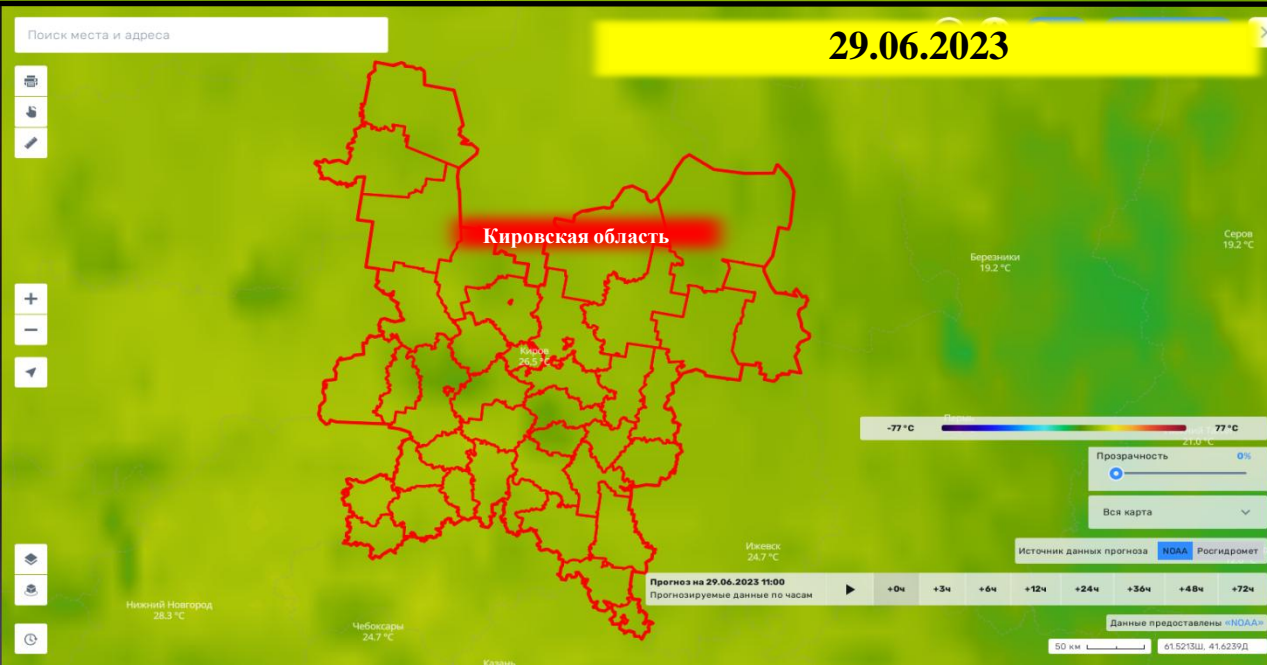 Поиск места и адреса
29.06.2023
Кировская область
Серов
19.2 °C
Березники
19.2 °C
Киров
26.5 °C
-77 °C
77 °C
21.0 °C
Прозрачность
0%
Вся карта
Ижевск
24.7 °C
Источник данных прогноза
NOAA
Росгидромет
Прогноз на 29.06.2023 11:00
Прогнозируемые данные по часам
+0ч +3ч +6ч +12ч +24ч +36ч +48ч +72ч
Нижний Новгород
28.3 °C
Чебоксары
24.7 °C
Данные предоставлены «NOAA»
50 км
61.5213Ш, 41.6239Д
Казань